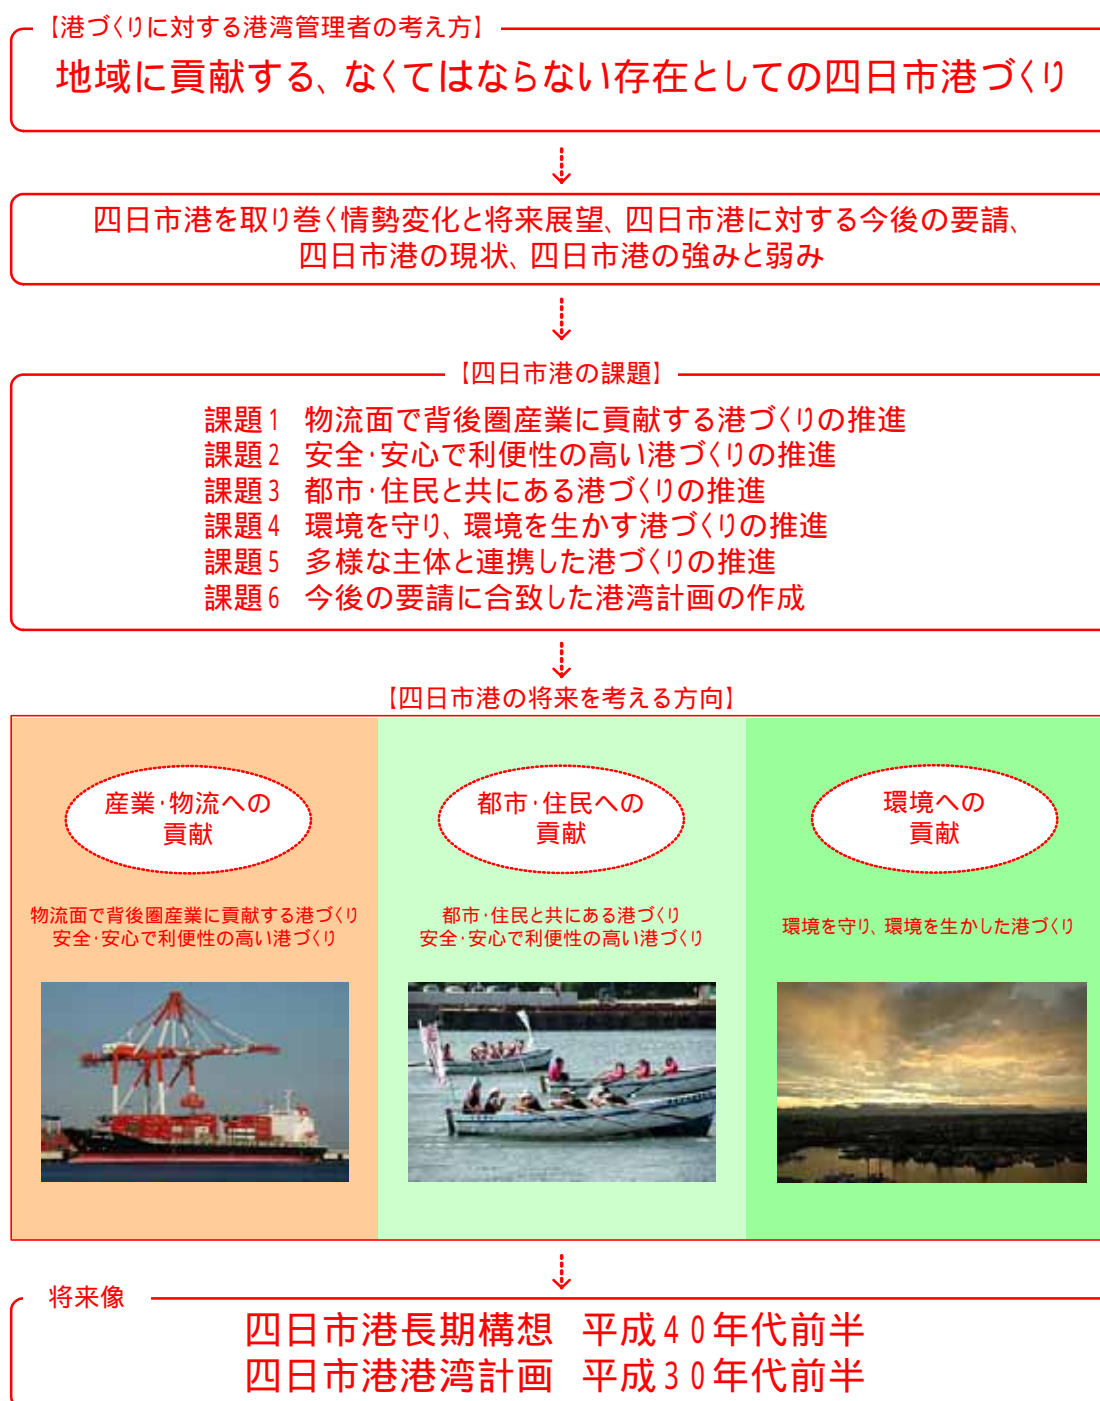 【港づくりに対する港湾管理者の考え方】
地域に貢献する、なくてはならない存在としての四日市港づくり
四日市港を取り巻く情勢変化と将来展望、四日市港に対する今後の要請、
四日市港の現状、四日市港の強みと弱み
【四日市港の課題】
課題1　物流面で背後圏産業に貢献する港づくりの推進
課題2　安全・安心で利便性の高い港づくりの推進
課題3　都市・住民と共にある港づくりの推進
課題4　環境を守り、環境を生かす港づくりの推進
課題5　多様な主体と連携した港づくりの推進
課題6　今後の要請に合致した港湾計画の作成
【四日市港の将来を考える方向】
産業・物流への
貢献
物流面で背後圏産業に貢献する港づくり
安全・安心で利便性の高い港づくり
都市・住民への
貢献
都市・住民と共にある港づくり
安全・安心で利便性の高い港づくり
環境への
貢献
環境を守り、環境を生かした港づくり
将来像
四日市港長期構想　平成40年代前半
四日市港港湾計画　平成30年代前半